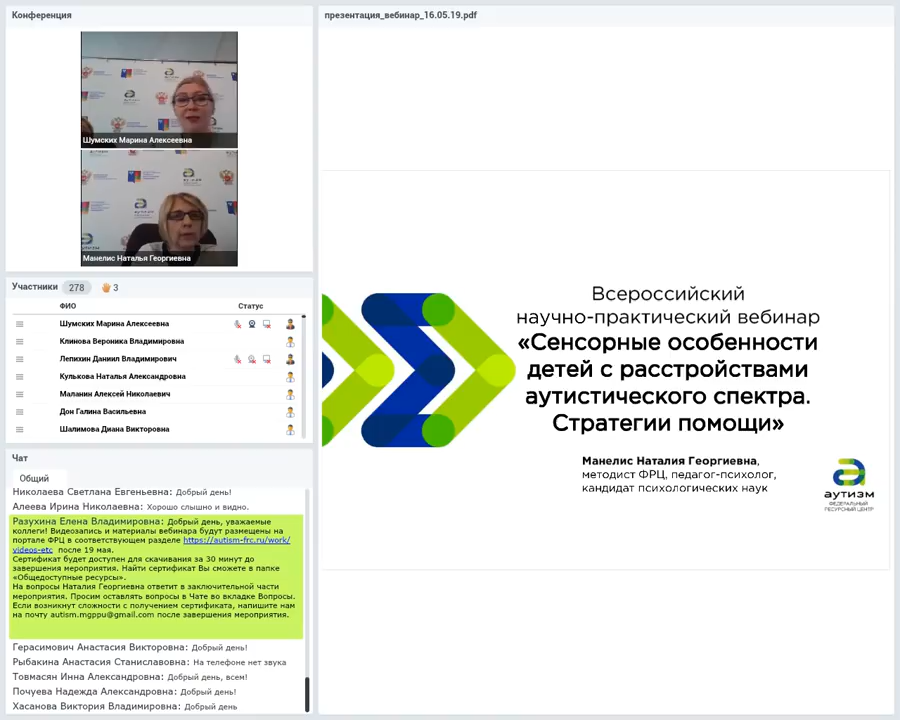 Конференция
Шумских Марина Алексеевна
Манелис Наталья Георгиевна
Участники 278 3
ФИО Статус
Шумских Марина Алексеевна
Клинова Вероника Владимировна
Лепихин Даниил Владимирович
Кулькова Наталья Александровна
Маланин Алексей Николаевич
Дон Галина Васильевна
Шалимова Диана Викторовна
Чат
Общий
Николаева Светлана Евгеньевна: Добрый день!
Алеева Ирина Николаевна: Хорошо слышно и видно.
Разухина Елена Владимировна: Добрый день, уважаемые
коллеги! Видеозапись и материалы вебинара будут размещены на
портале ФРЦ в соответствующем разделе https://autism-frc.ru/work/
videos-etc после 19 мая.
Сертификат будет доступен для скачивания за 30 минут до
завершения мероприятия. Найти сертификат Вы сможете в папке
«Общедоступные ресурсы».
На вопросы Наталия Георгиевна ответит в заключительной части
мероприятия. Просим оставлять вопросы в Чате во вкладке Вопросы.
Если возникнут сложности с получением сертификата, напишите нам
на почту autism.mgppu@gmail.com после завершения мероприятия.
Герасимович Анастасия Викторовна: Добрый день!
Рыбакина Анастасия Станиславовна: На телефоне нет звука
Товмасян Инна Александровна: Добрый день, всем!
Почуева Надежда Александровна: Добрый день!
Хасанова Виктория Владимировна: Добрый день
презентация_вебинар_16.05.19.pdf
Всероссийский
научно-практический вебинар
«Сенсорные особенности
детей с расстройствами
аутистического спектра.
Стратегии помощи»
Манелис Наталия Георгиевна,
методист ФРЦ, педагог-психолог,
кандидат психологических наук
аутизм
ФЕДЕРАЛЬНЫЙ
РЕСУРСНЫЙ ЦЕНТР